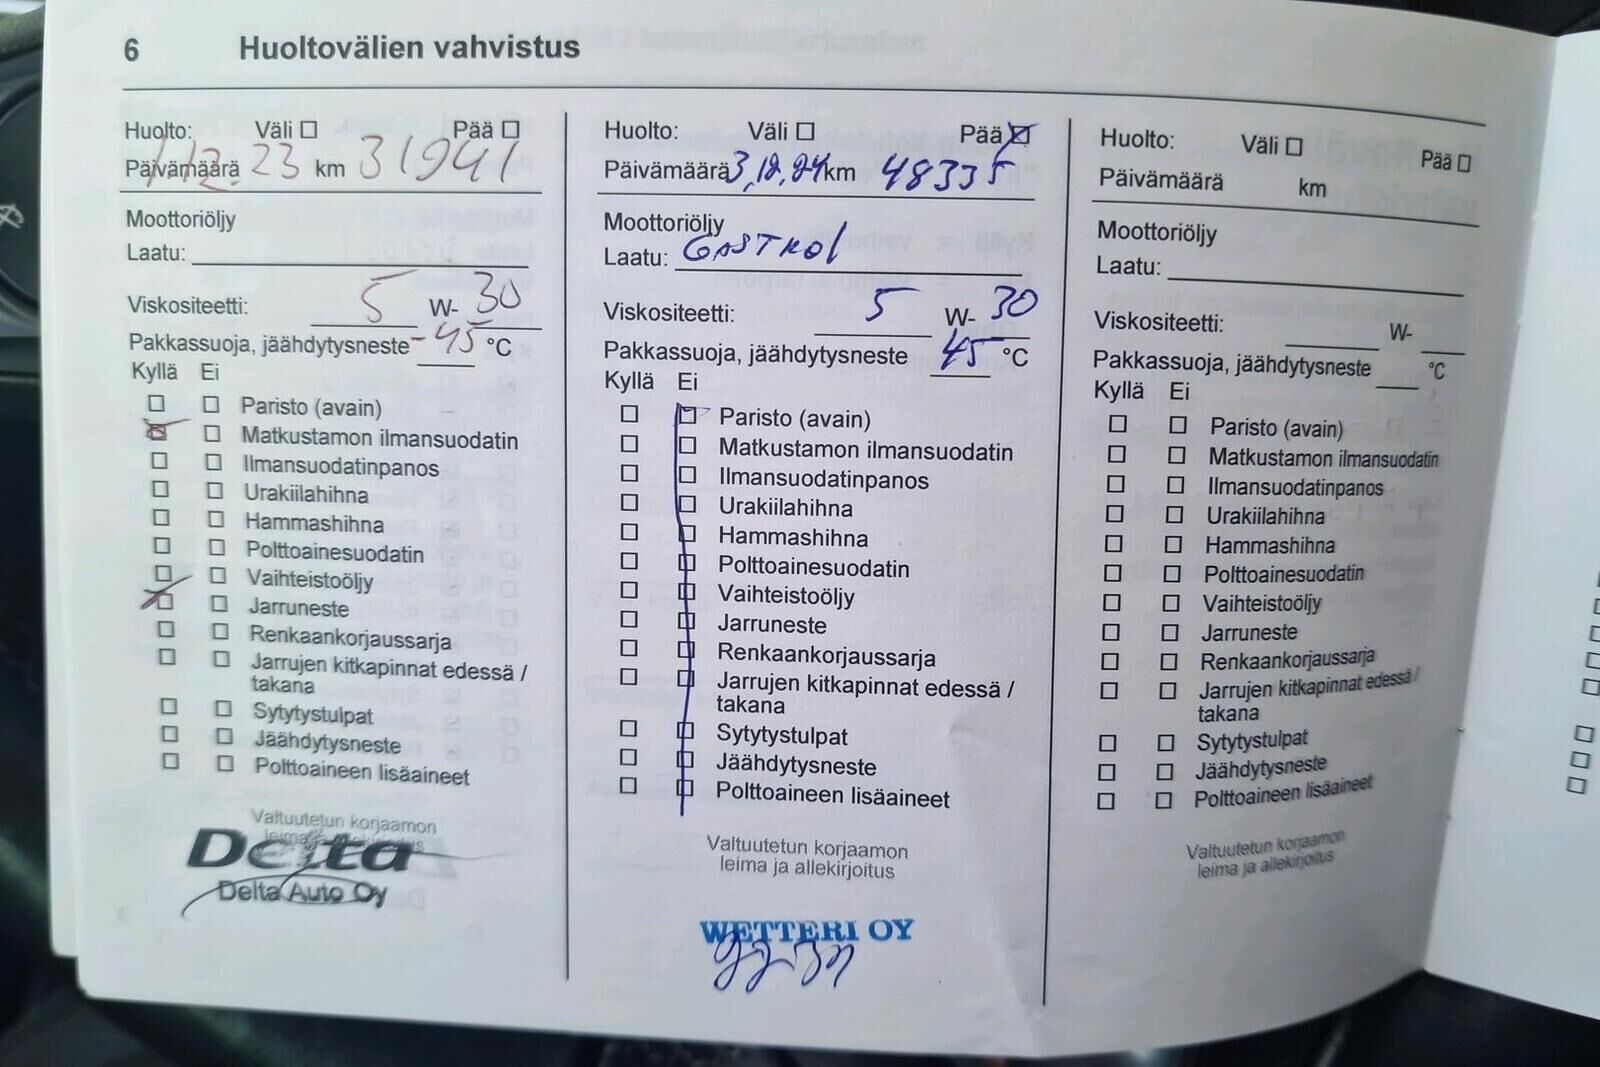 6 Huoltovälien vahvistus
Huolto: Väli ☐ Pää ☐
Päivämäärä 1.12.23 km 31941
Moottoriöljy
Laatu:
Viskositeetti: 5 W- 30
Pakkassuoja, jäähdytysneste -45 °C
Kyllä Ei
Paristo (avain)
Matkustamon ilmansuodatin
Ilmansuodatinpanos
Urakiilahihna
Hammashihna
Polttoainesuodatin
Vaihteistoöljy
Jarruneste
Renkaankorjaussarja
Jarrujen kitkapinnat edessä /
takana
Sytytystulpat
Jäähdytysneste
Polttoaineen lisäaineet
Valtuutetun korjaamon
leima ja allekirjoitus
Delta
Delta Auto Oy
Huolto: Väli ☐ Pää ☒
Päivämäärä 3,12,24 km 48335
Moottoriöljy
Laatu: CASTROl
Viskositeetti: 5 W- 30
Pakkassuoja, jäähdytysneste 45 °C
Kyllä Ei
Paristo (avain)
Matkustamon ilmansuodatin
Ilmansuodatinpanos
Urakiilahihna
Hammashihna
Polttoainesuodatin
Vaihteistoöljy
Jarruneste
Renkaankorjaussarja
Jarrujen kitkapinnat edessä /
takana
Sytytystulpat
Jäähdytysneste
Polttoaineen lisäaineet
Valtuutetun korjaamon
leima ja allekirjoitus
WETTERI OY
Huolto: Väli ☐ Pää ☐
Päivämäärä km
Moottoriöljy
Laatu:
Viskositeetti: W-
Pakkassuoja, jäähdytysneste °C
Kyllä Ei
Paristo (avain)
Matkustamon ilmansuodatin
Ilmansuodatinpanos
Urakiilahihna
Hammashihna
Polttoainesuodatin
Vaihteistoöljy
Jarruneste
Renkaankorjaussarja
Jarrujen kitkapinnat edessä /
takana
Sytytystulpat
Jäähdytysneste
Polttoaineen lisäaineet
Valtuutetun korjaamon
leima ja allekirjoitus